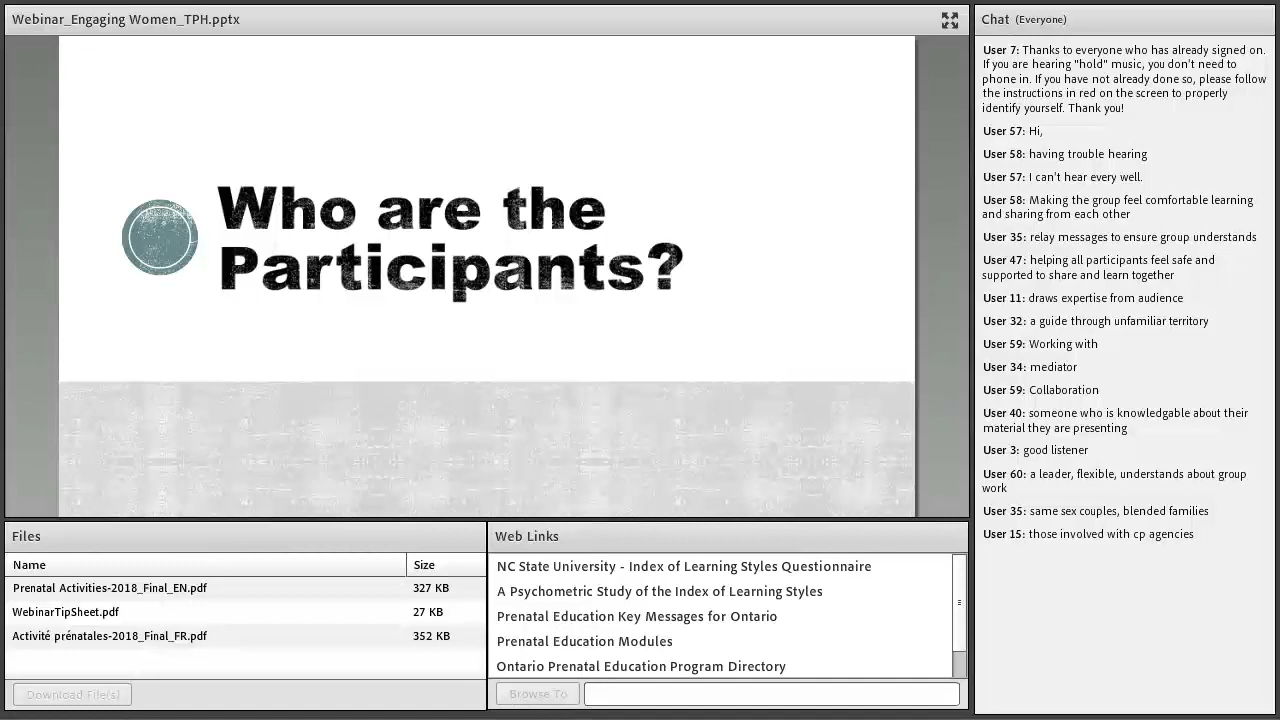 Webinar_Engaging Women_TPH.pptx
Who are the
Participants?
Files
Name Size
Prenatal Activities-2018_Final_EN.pdf 327 KB
WebinarTipSheet.pdf 27 KB
Activité prénatales-2018_Final_FR.pdf 352 KB
Download File(s)
Web Links
NC State University - Index of Learning Styles Questionnaire
A Psychometric Study of the Index of Learning Styles
Prenatal Education Key Messages for Ontario
Prenatal Education Modules
Ontario Prenatal Education Program Directory
Browse To
Chat (Everyone)
User 7: Thanks to everyone who has already signed on.
If you are hearing "hold" music, you don't need to
phone in. If you have not already done so, please follow
the instructions in red on the screen to properly
identify yourself. Thank you!
User 57: Hi,
User 58: having trouble hearing
User 57: I can't hear every well.
User 58: Making the group feel comfortable learning
and sharing from each other
User 35: relay messages to ensure group understands
User 47: helping all participants feel safe and
supported to share and learn together
User 11: draws expertise from audience
User 32: a guide through unfamiliar territory
User 59: Working with
User 34: mediator
User 59: Collaboration
User 40: someone who is knowledgable about their
material they are presenting
User 3: good listener
User 60: a leader, flexible, understands about group
work
User 35: same sex couples, blended families
User 15: those involved with cp agencies